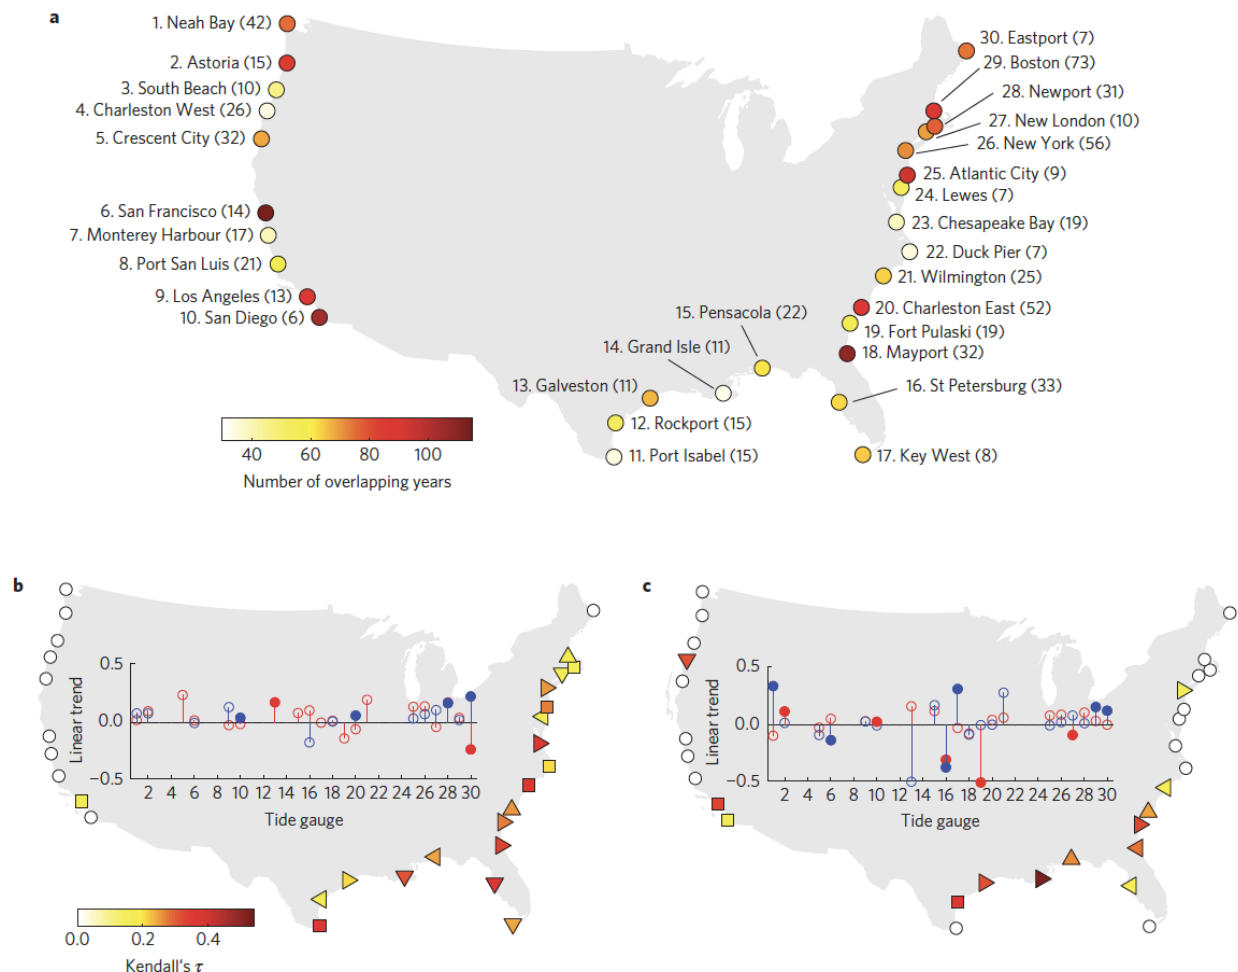 a
1. Neah Bay (42)
2. Astoria (15)
3. South Beach (10)
4. Charleston West (26)
5. Crescent City (32)
6. San Francisco (14)
7. Monterey Harbour (17)
8. Port San Luis (21)
9. Los Angeles (13)
10. San Diego (6)
30. Eastport (7)
29. Boston (73)
28. Newport (31)
27. New London (10)
26. New York (56)
25. Atlantic City (9)
24. Lewes (7)
23. Chesapeake Bay (19)
22. Duck Pier (7)
21. Wilmington (25)
20. Charleston East (52)
19. Fort Pulaski (19)
18. Mayport (32)
15. Pensacola (22)
14. Grand Isle (11)
13. Galveston (11)
16. St Petersburg (33)
12. Rockport (15)
11. Port Isabel (15)
17. Key West (8)
40 60 80 100
Number of overlapping years
b
0.5
0.0
−0.5
Linear trend
2 4 6 8 10 12 14 16 18 20 22 24 26 28 30
Tide gauge
0.0 0.2 0.4
Kendall's τ
c
0.5
0.0
−0.5
Linear trend
2 4 6 8 10 12 14 16 18 20 22 24 26 28 30
Tide gauge